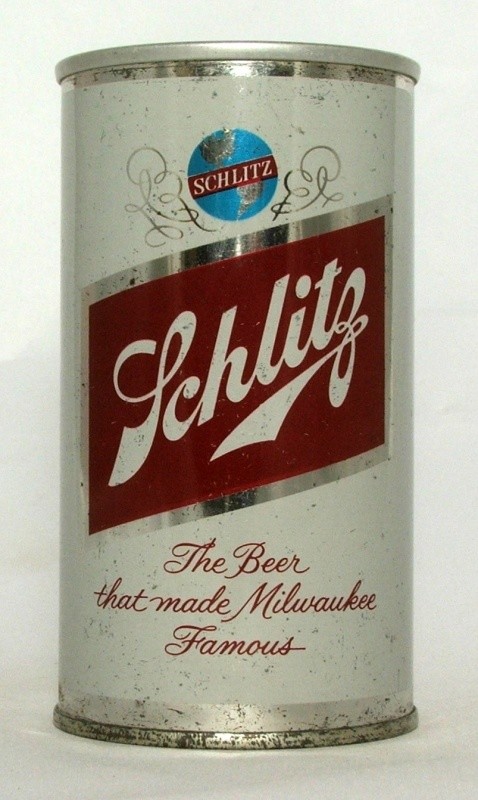 SCHLITZ
Schlitz
The Beer
that made Milwaukee
Famous